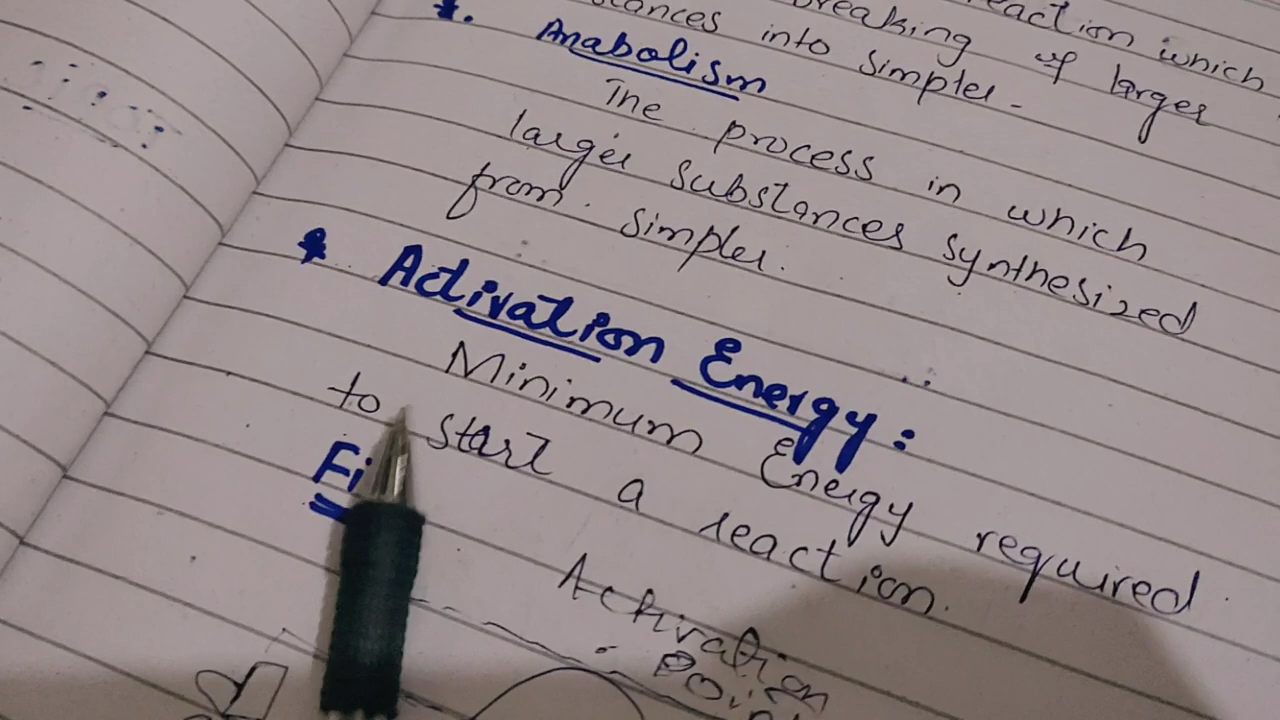 reaction which
breaking of larger
stances into simpler.
*. Anabolism
The process in which
larger substances synthesized
from simpler.
* Activation Energy:
Minimum Energy required
to start a reaction.
Activation